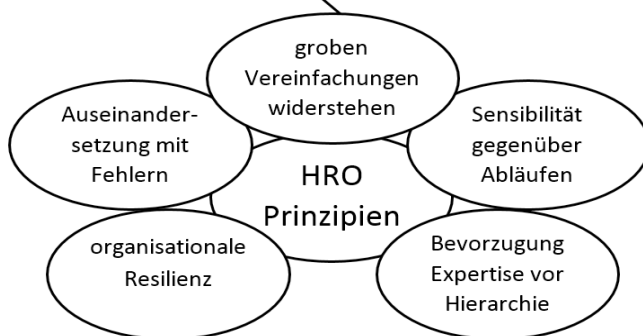 groben
Vereinfachungen
widerstehen
Auseinander-
setzung mit
Fehlern
Sensibilität
gegenüber
Abläufen
HRO
Prinzipien
organisationale
Resilienz
Bevorzugung
Expertise vor
Hierarchie